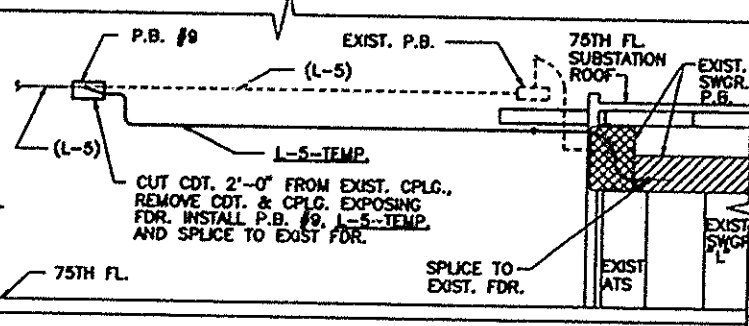 P.B. #9
EXIST. P.B.
75TH FL.
SUBSTATION
ROOF
EXIST.
SWGR.
P.B.
(L-5)
(L-5)
L-5-TEMP.
CUT CDT. 2'-0" FROM EXIST. CPLG.,
REMOVE CDT. & CPLG. EXPOSING
FDR. INSTALL P.B. #9, L-5-TEMP.
AND SPLICE TO EXIST FDR.
75TH FL.
SPLICE TO
EXIST. FDR.
EXIST
ATS
EXIST
SWGR
"L"